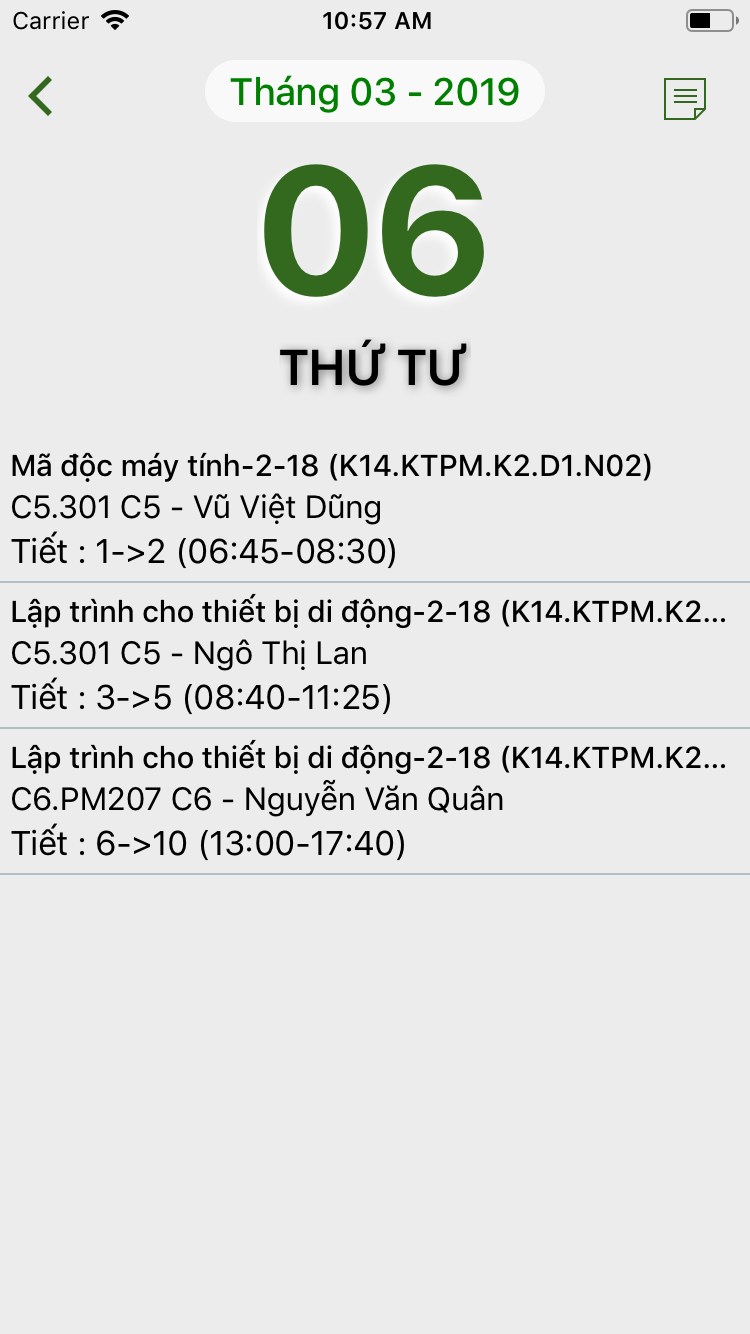 Carrier 10:57 AM
Tháng 03 - 2019
06
THỨ TƯ
Mã độc máy tính-2-18 (K14.KTPM.K2.D1.N02)
C5.301 C5 - Vũ Việt Dũng
Tiết : 1->2 (06:45-08:30)
Lập trình cho thiết bị di động-2-18 (K14.KTPM.K2...
C5.301 C5 - Ngô Thị Lan
Tiết : 3->5 (08:40-11:25)
Lập trình cho thiết bị di động-2-18 (K14.KTPM.K2...
C6.PM207 C6 - Nguyễn Văn Quân
Tiết : 6->10 (13:00-17:40)